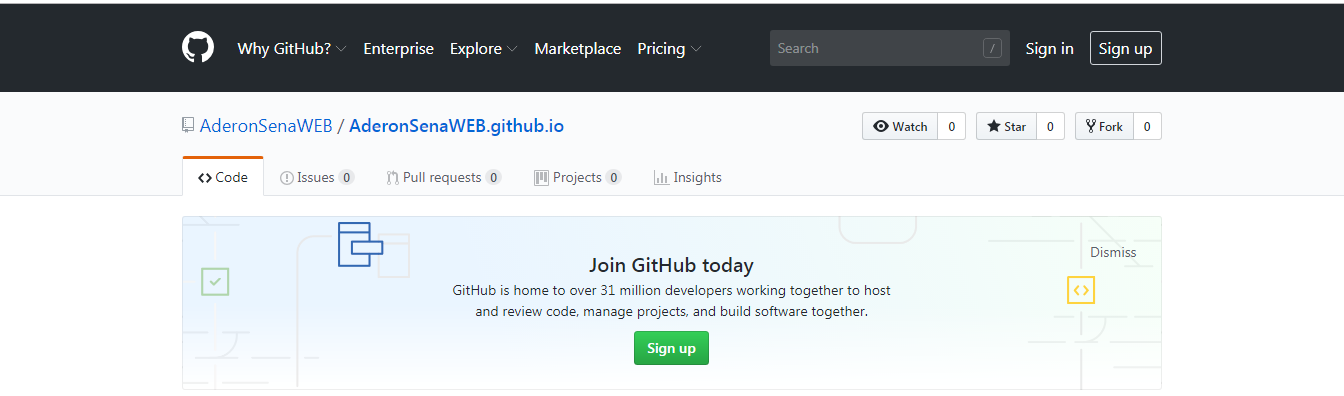 Why GitHub? Enterprise Explore Marketplace Pricing Search / Sign in Sign up
AderonSenaWEB / AderonSenaWEB.github.io Watch 0 Star 0 Fork 0
Code Issues 0 Pull requests 0 Projects 0 Insights
Dismiss
Join GitHub today
GitHub is home to over 31 million developers working together to host
and review code, manage projects, and build software together.
Sign up